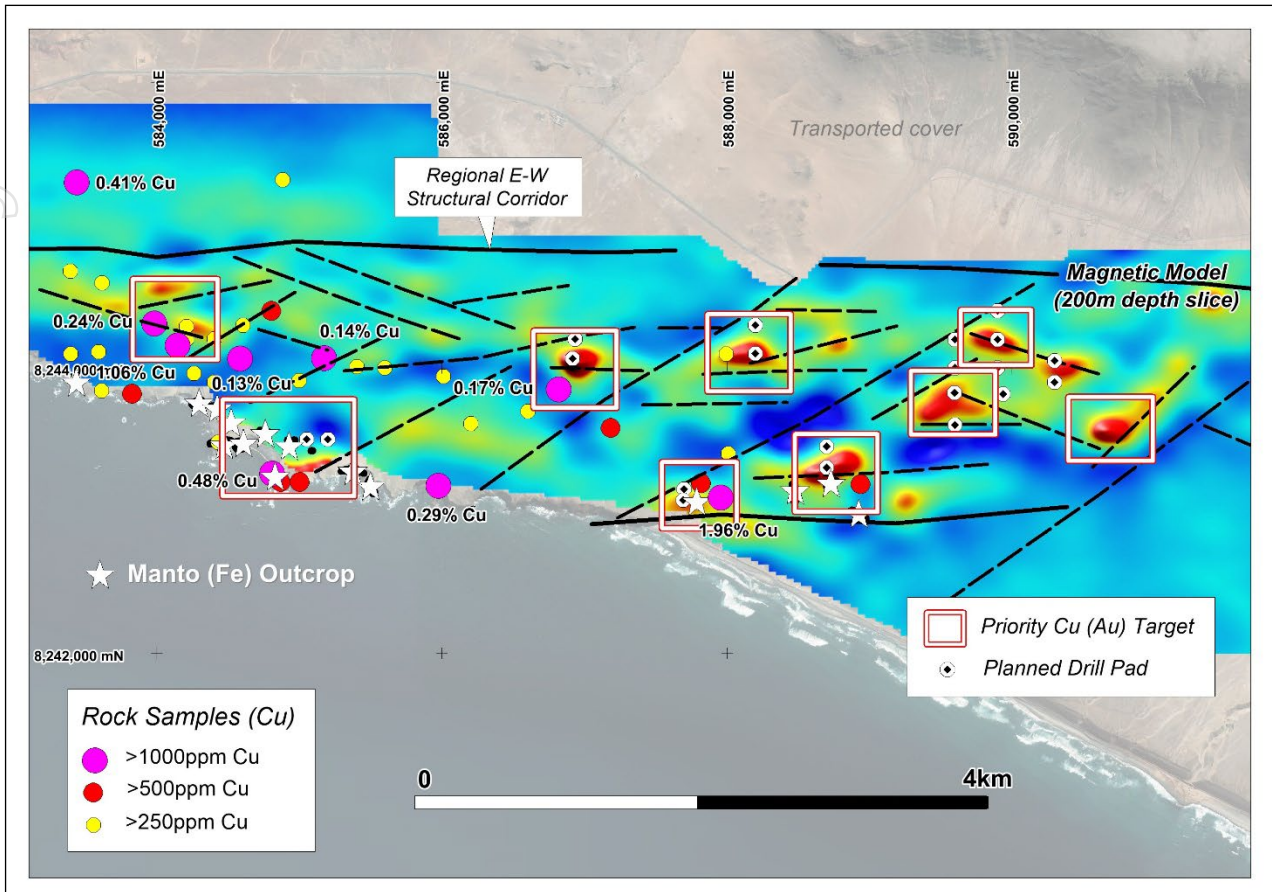 584,000 mE
586,000 mE
588,000 mE
590,000 mE
Transported cover
Regional E-W
Structural Corridor
0.41% Cu
Magnetic Model
(200m depth slice)
0.24% Cu
0.14% Cu
1.06% Cu
8,244,000 m
0.13% Cu
0.17% Cu
0.48% Cu
0.29% Cu
1.96% Cu
Manto (Fe) Outcrop
8,242,000 mN
Priority Cu (Au) Target
Planned Drill Pad
Rock Samples (Cu)
>1000ppm Cu
>500ppm Cu
>250ppm Cu
0
4km